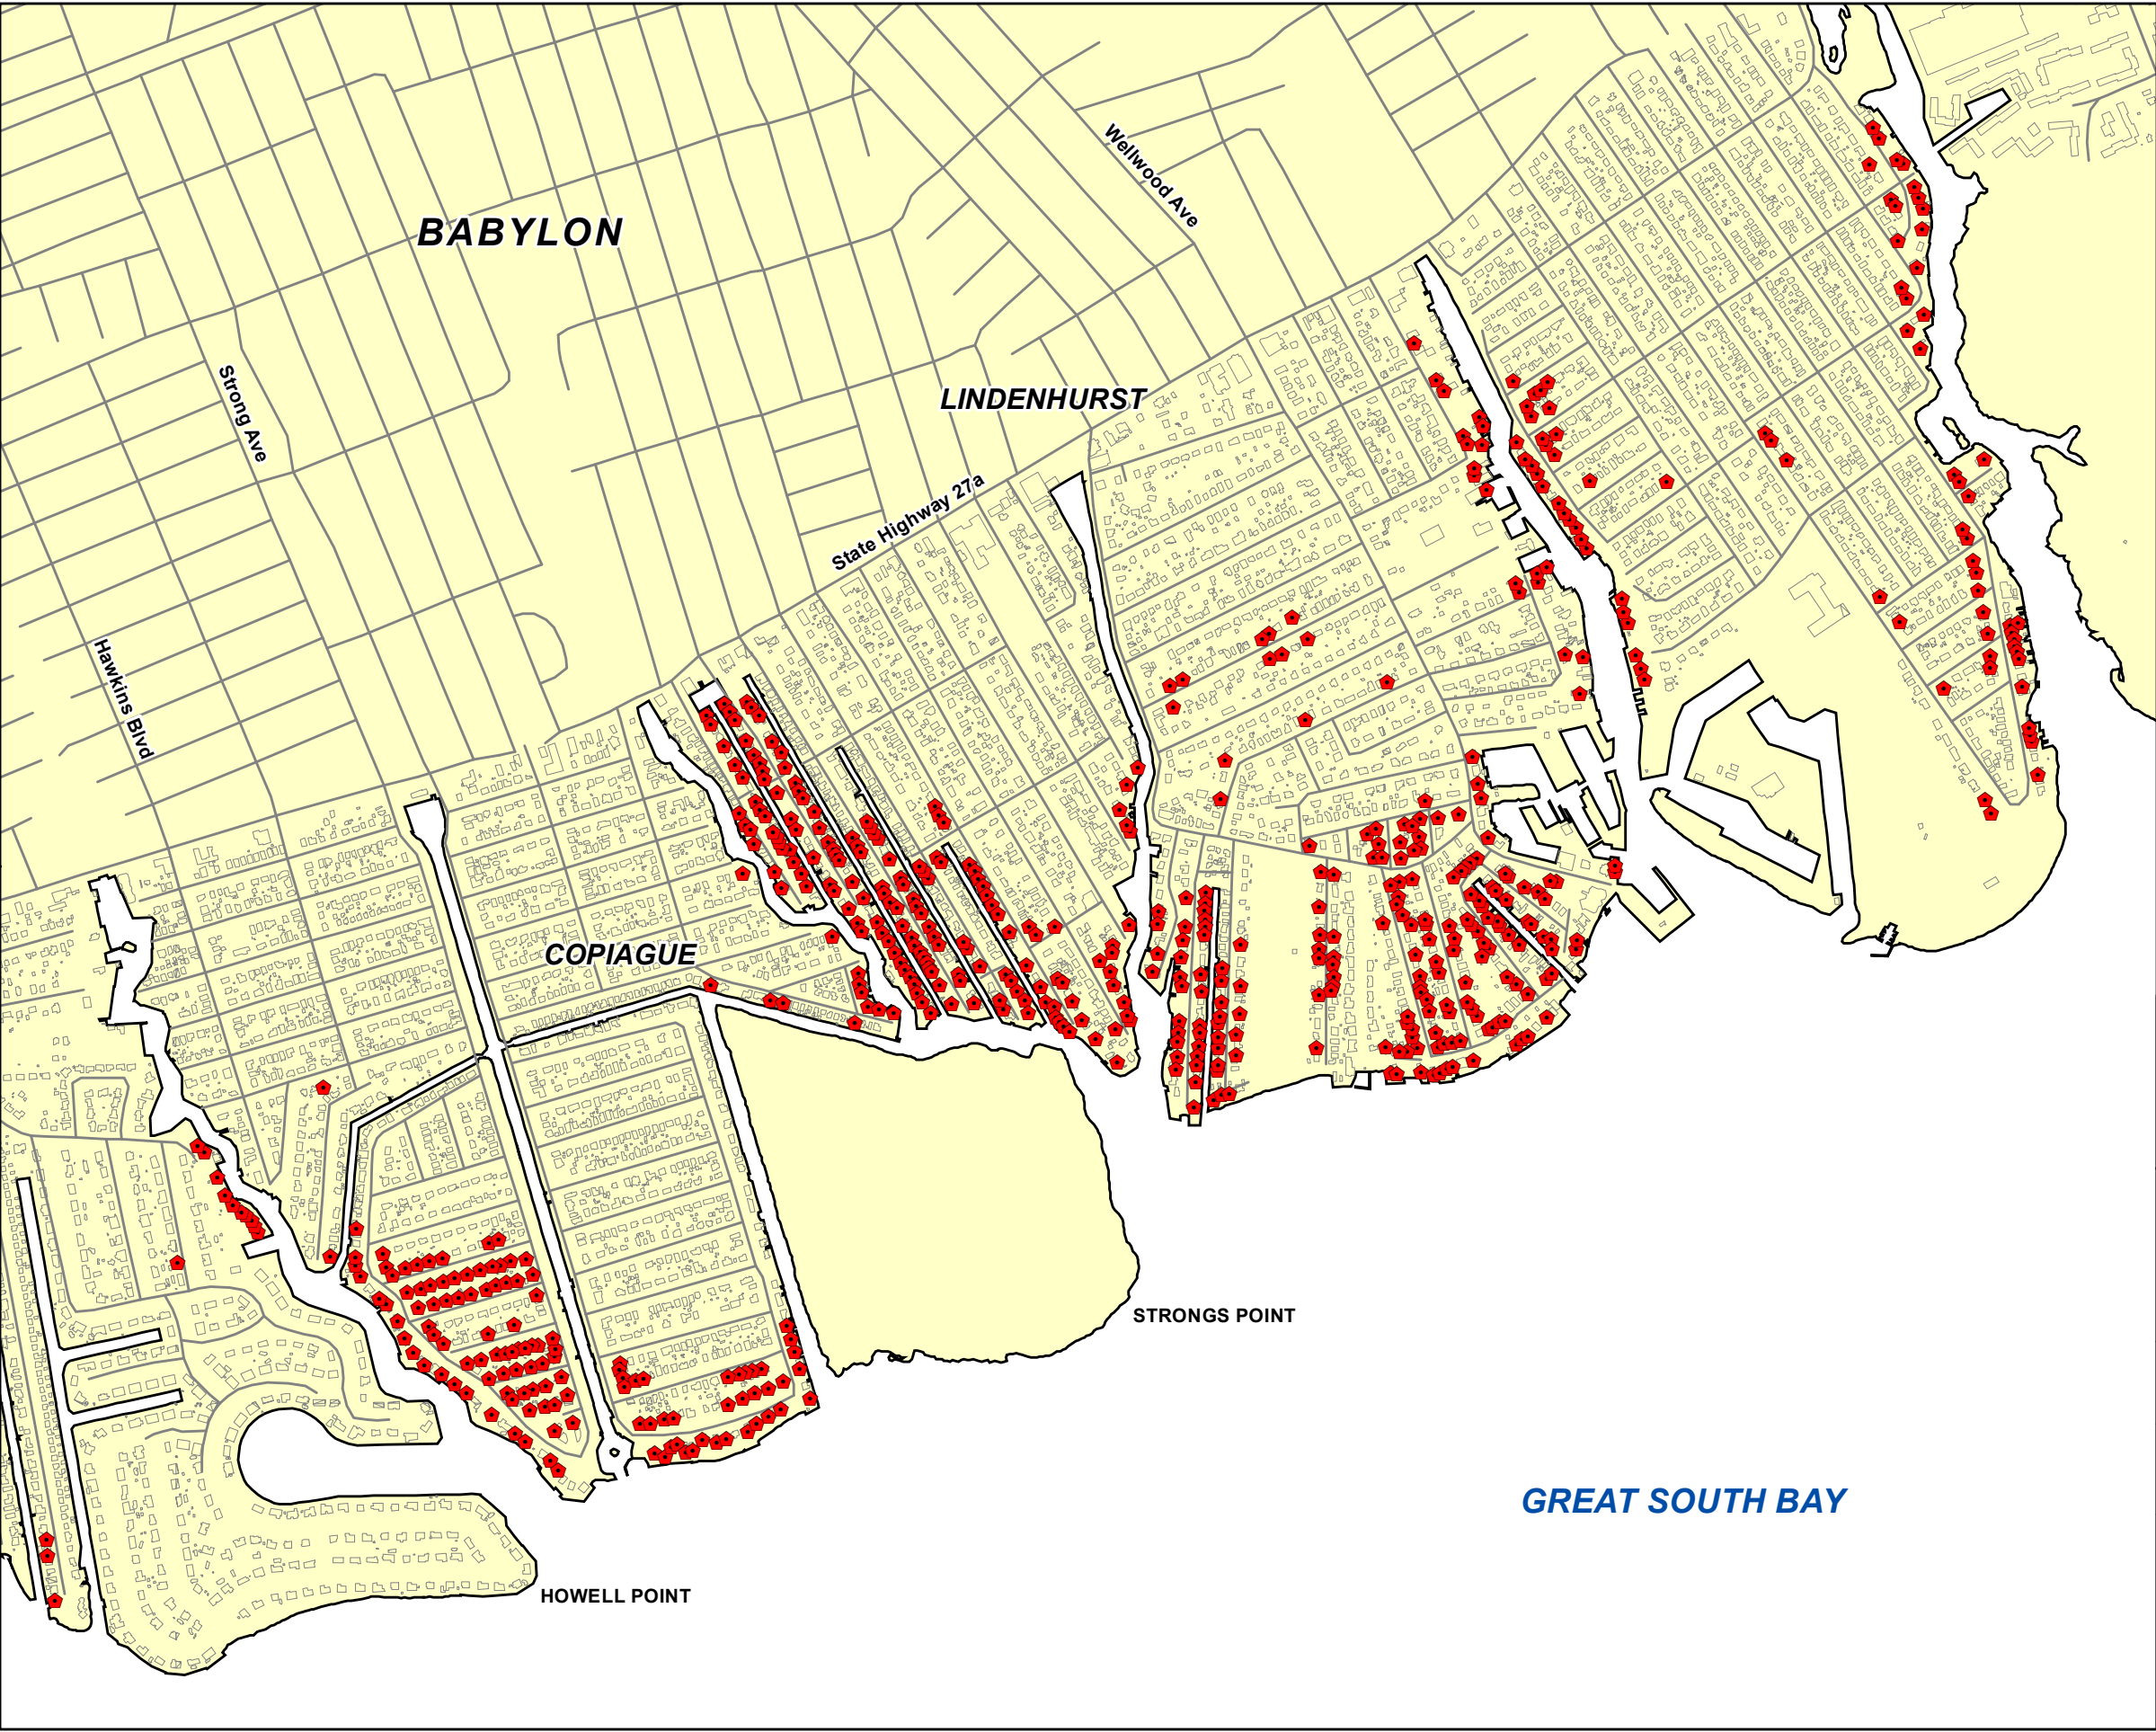 Wellwood Ave
BABYLON
LINDENHURST
Strong Ave
State Highway 27a
Hawkins Blvd
COPIAGUE
STRONGS POINT
GREAT SOUTH BAY
HOWELL POINT